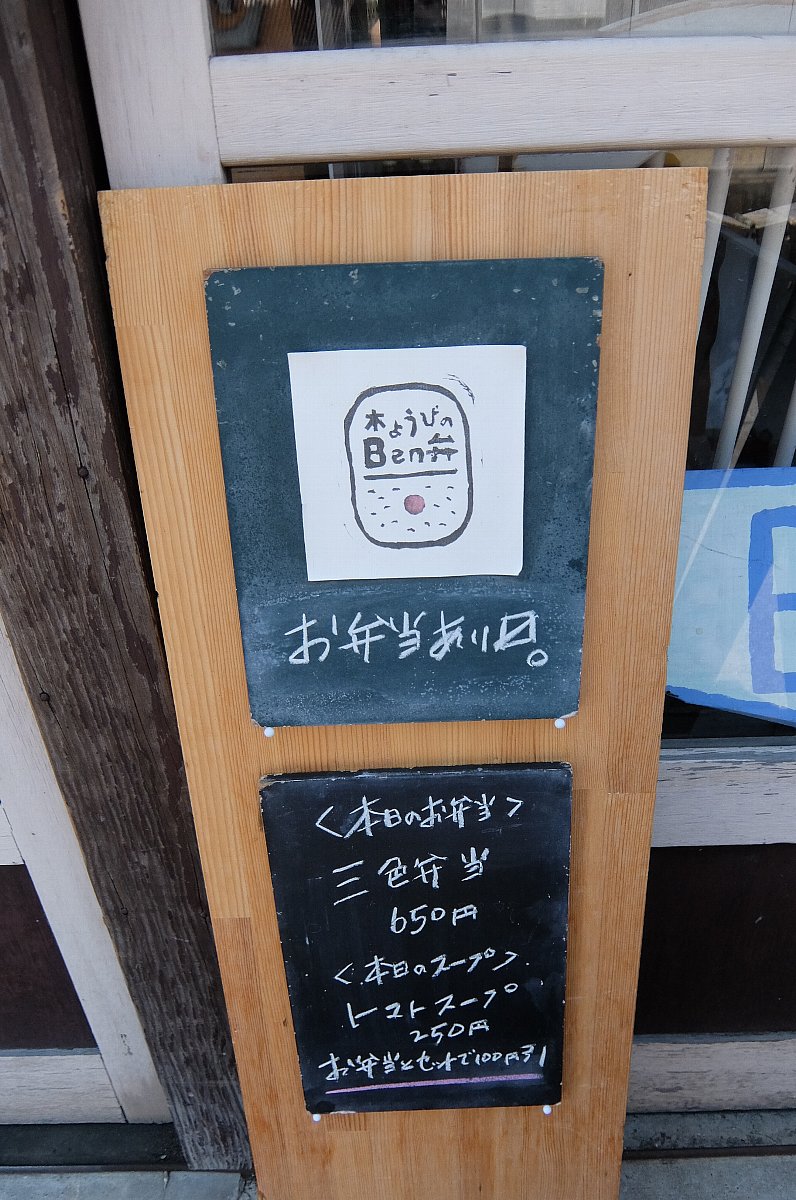 木ようびの
Ben弁
お弁当あり〼。
<本日のお弁当>
三色弁当
650円
<本日のスープ>
トマトスープ
250円
お弁当とセットで100円引